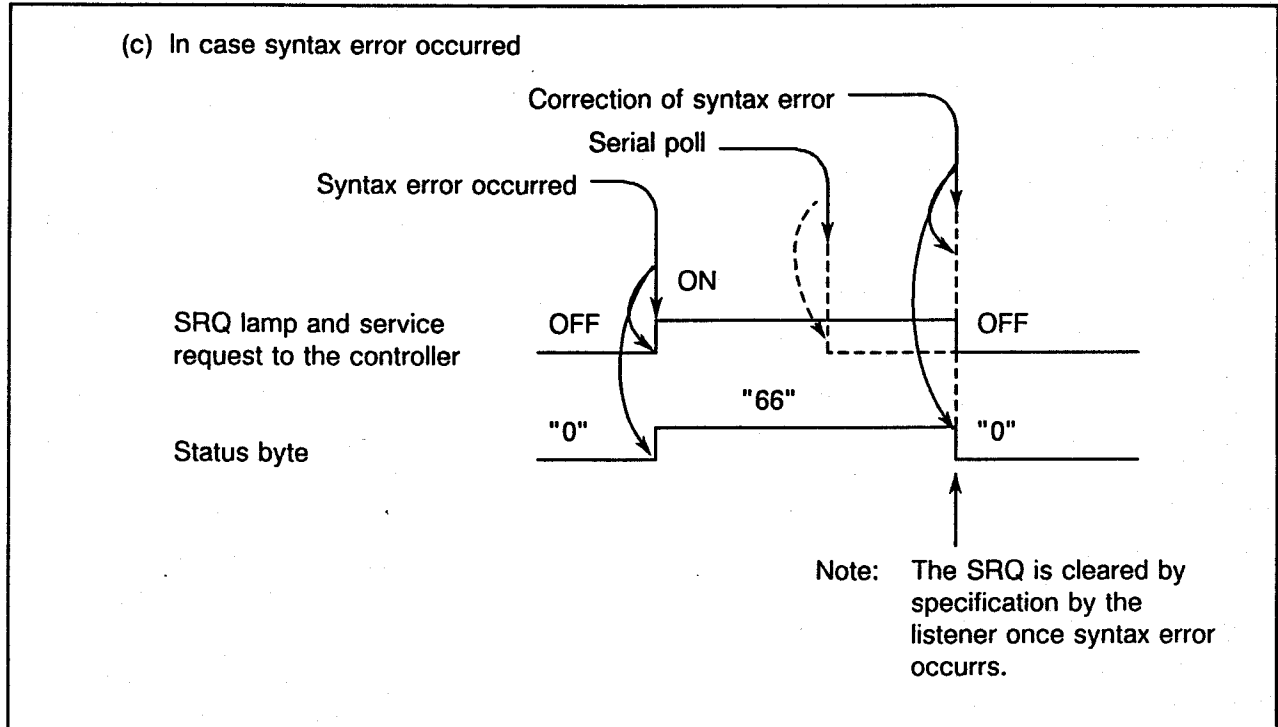 (c) In case syntax error occurred
Correction of syntax error
Serial poll
Syntax error occurred
ON
SRQ lamp and service
request to the controller
OFF
OFF
"66"
"0"
"0"
Status byte
Note: The SRQ is cleared by
specification by the
listener once syntax error
occurrs.